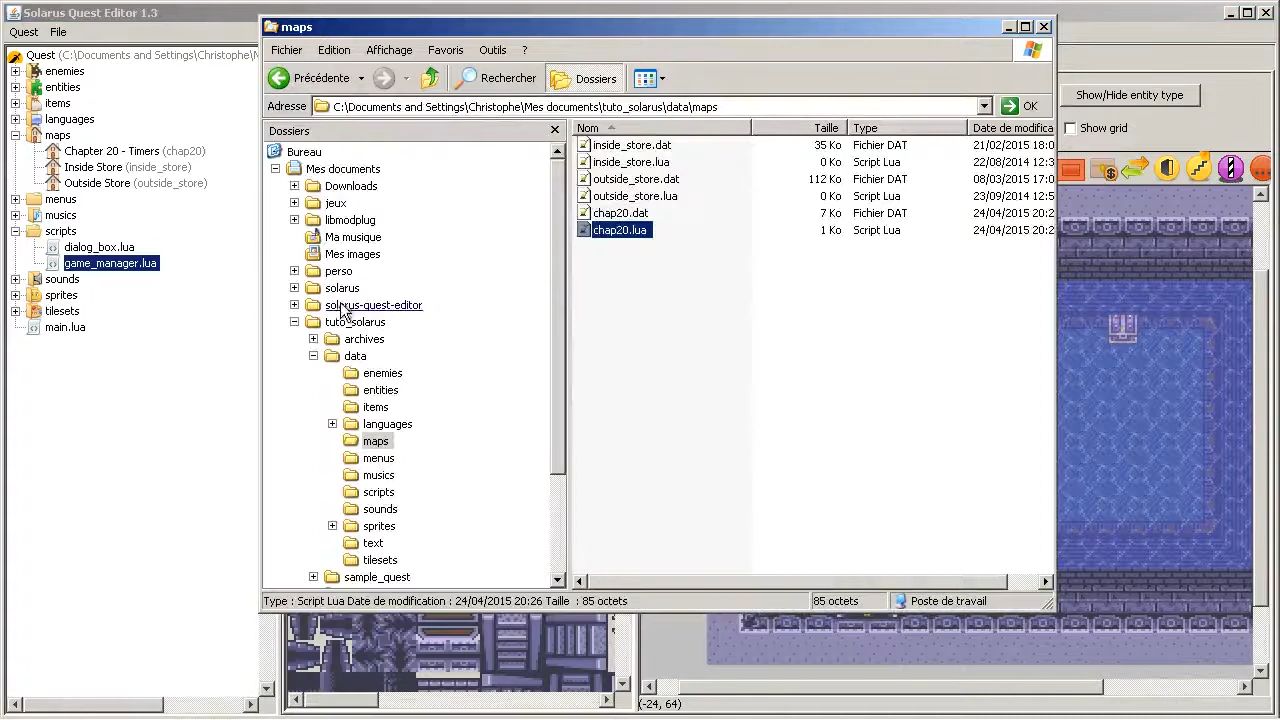 Solarus Quest Editor 1.3
Quest File
Quest (C:\Documents and Settings\Christophe\M
enemies
entities
items
languages
maps
Chapter 20 - Timers (chap20)
Inside Store (inside_store)
Outside Store (outside_store)
menus
musics
scripts
dialog_box.lua
game_manager.lua
sounds
sprites
tilesets
main.lua
maps
Fichier Edition Affichage Favoris Outils ?
Précédente Rechercher Dossiers
Adresse C:\Documents and Settings\Christophe\Mes documents\tuto_solarus\data\maps OK
Dossiers
Bureau
Mes documents
Downloads
jeux
libmodplug
Ma musique
Mes images
perso
solarus
solarus-quest-editor
tuto_solarus
archives
data
enemies
entities
items
languages
maps
menus
musics
scripts
sounds
sprites
text
tilesets
sample_quest
Nom Taille Type Date de modifica
inside_store.dat 35 Ko Fichier DAT 21/02/2015 18:0
inside_store.lua 0 Ko Script Lua 22/08/2014 12:3
outside_store.dat 112 Ko Fichier DAT 08/03/2015 17:0
outside_store.lua 0 Ko Script Lua 23/09/2014 12:5
chap20.dat 7 Ko Fichier DAT 24/04/2015 20:2
chap20.lua 1 Ko Script Lua 24/04/2015 20:2
Type : Script Lua Date de modification : 24/04/2015 20:26 Taille : 85 octets 85 octets Poste de travail
Show/Hide entity type
Show grid
(-24, 64)